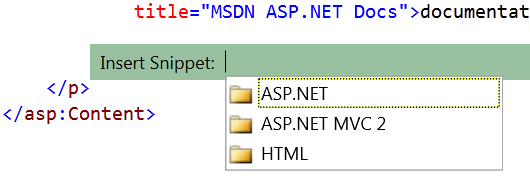 title="MSDN ASP.NET Docs">documentat
Insert Snippet:
</p>
ASP.NET
</asp:Content>
ASP.NET MVC 2
HTML